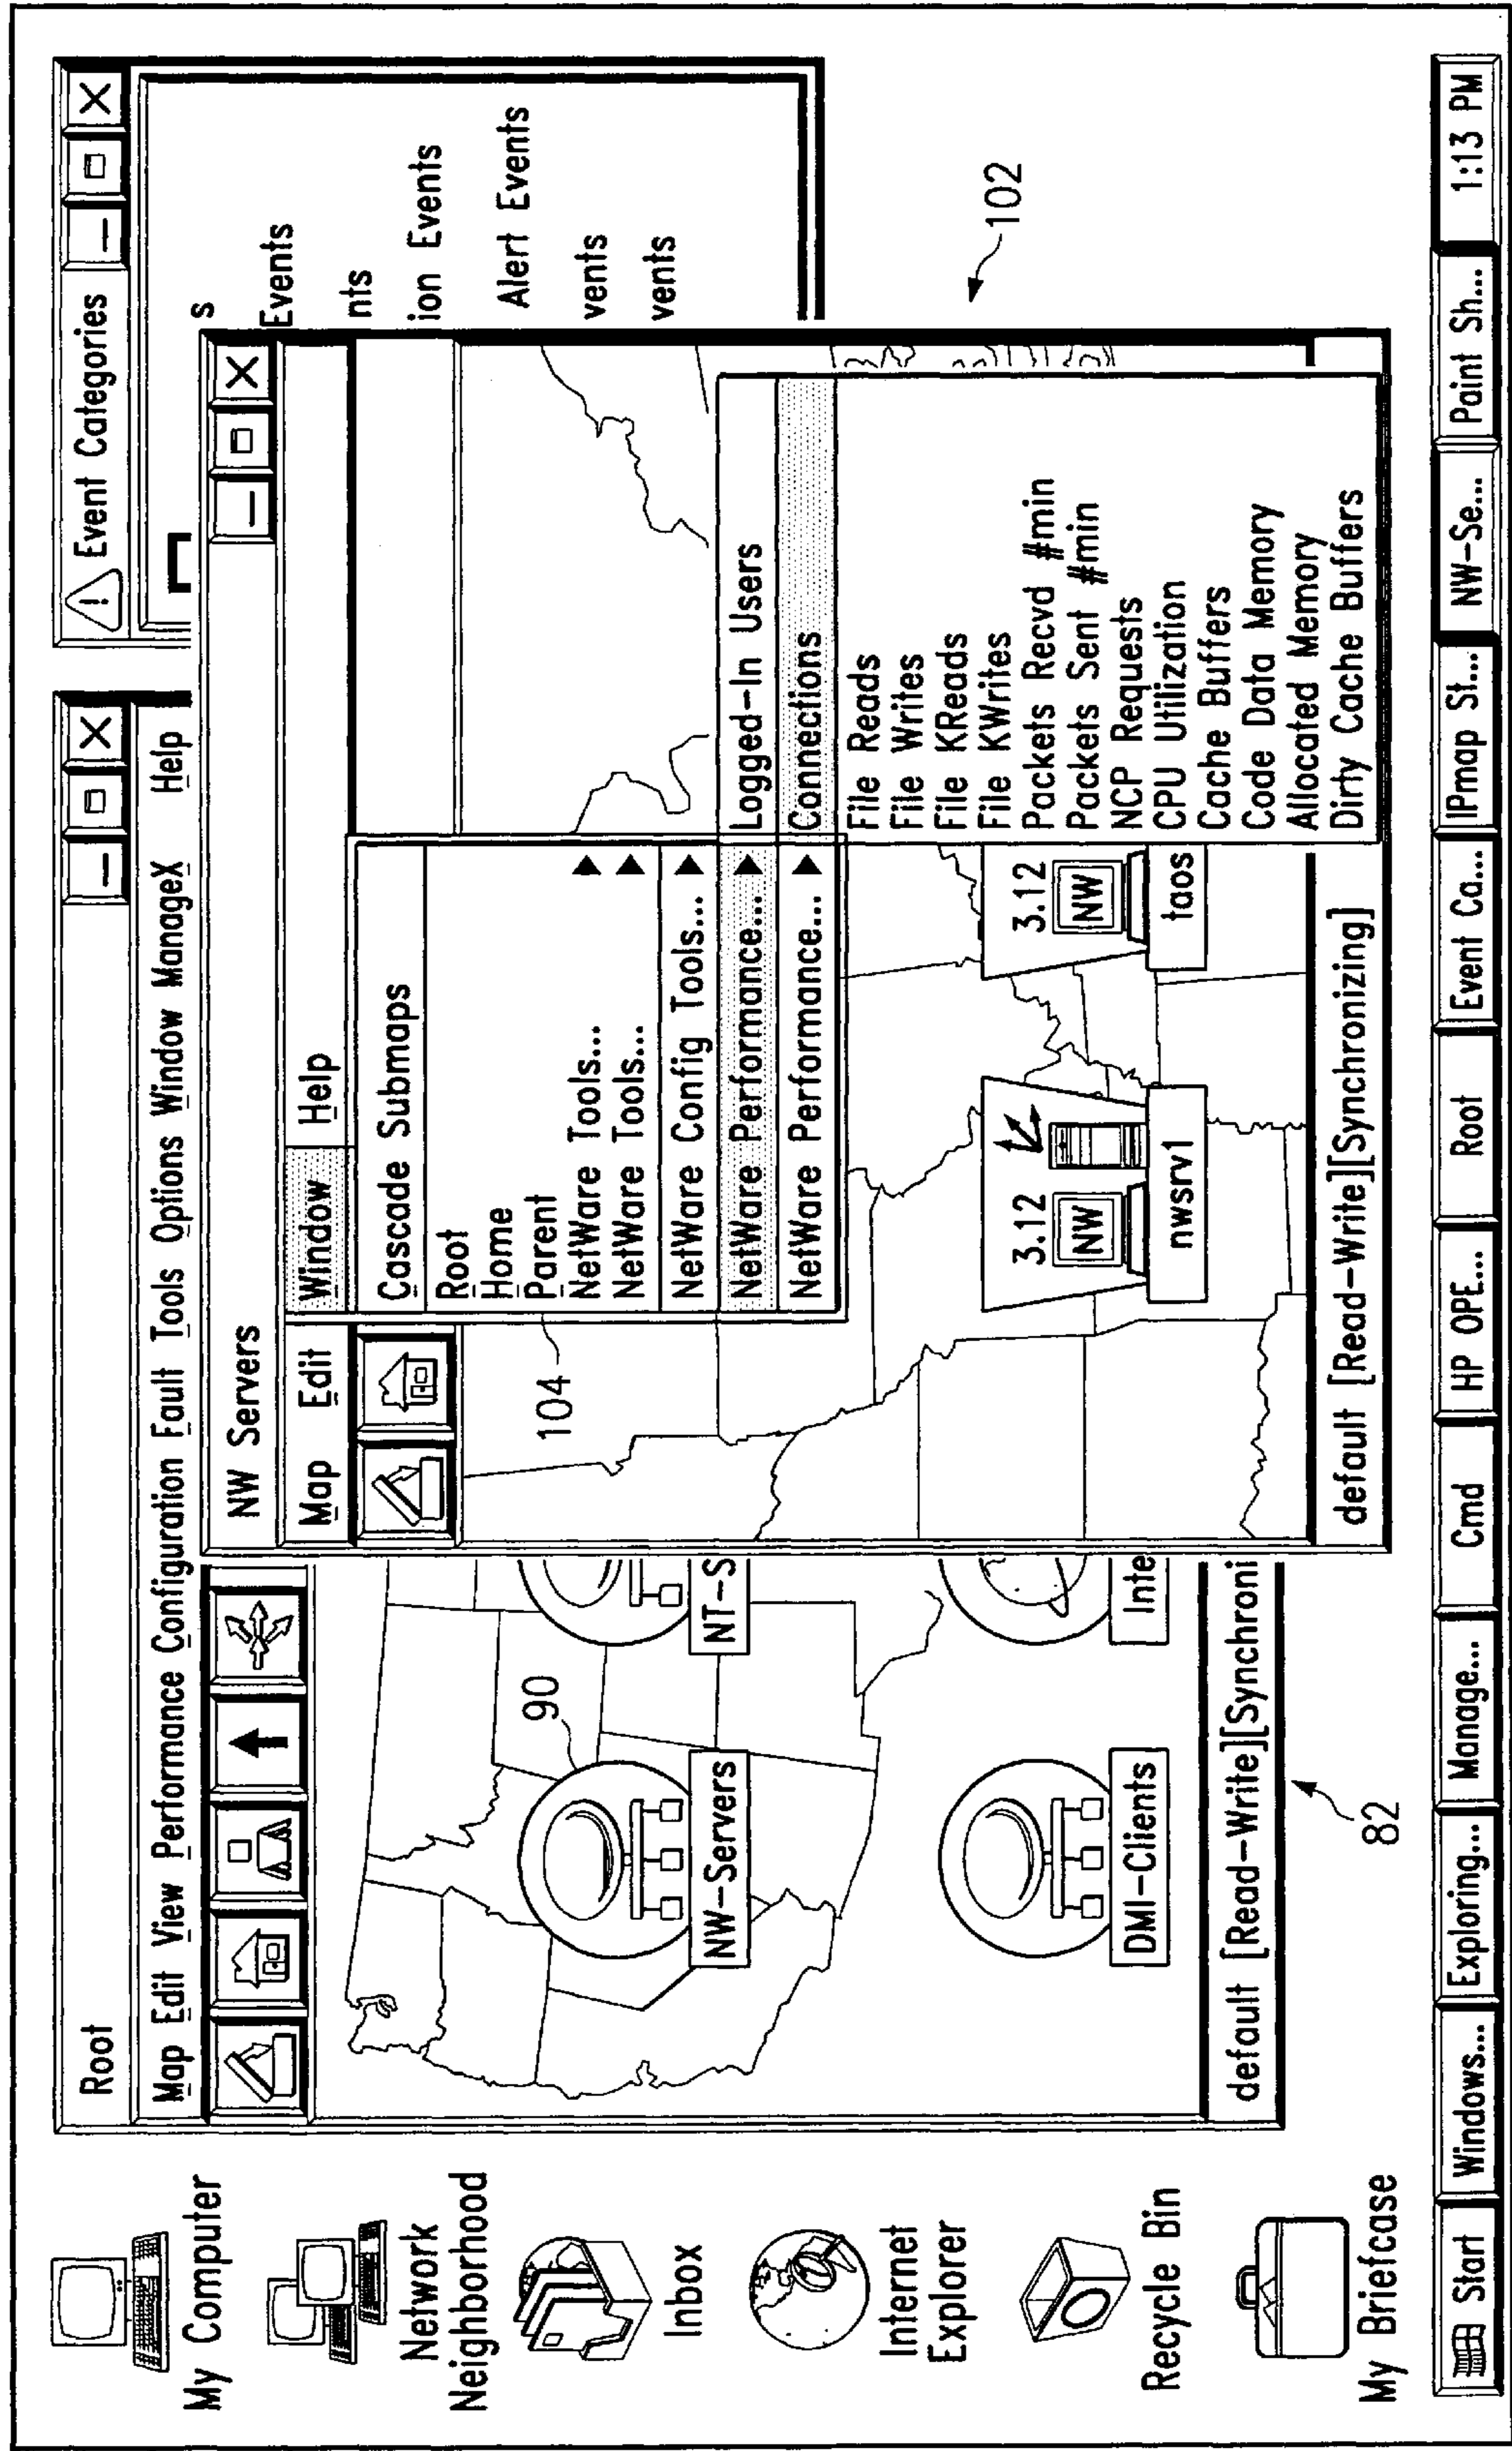 My Computer
Network
Neighborhood
Inbox
Internet
Explorer
Recycle Bin
My Briefcase
Root
Map Edit View Performance Configuration Fault Tools Options Window ManageX Help
90
NW-Servers
NT-S
DMI-Clients
Inte
default [Read-Write][Synchroni
82
! Event Categories
s
Events
nts
ion Events
Alert Events
vents
vents
102
NW Servers
Map Edit Window Help
Cascade Submaps
Root
Home
Parent
NetWare Tools...
NetWare Tools...
NetWare Config Tools...
NetWare Performance...
NetWare Performance...
104
Logged-In Users
Connections
File Reads
File Writes
File KReads
File KWrites
Packets Recvd #min
Packets Sent #min
NCP Requests
CPU Utilization
Cache Buffers
Code Data Memory
Allocated Memory
Dirty Cache Buffers
3.12
NW
nwsrv1
3.12
NW
taos
default [Read-Write][Synchronizing]
Start Windows... Exploring... Manage... Cmd HP OPE... Root Event Ca... IPmap St... NW-Se... Paint Sh... 1:13 PM